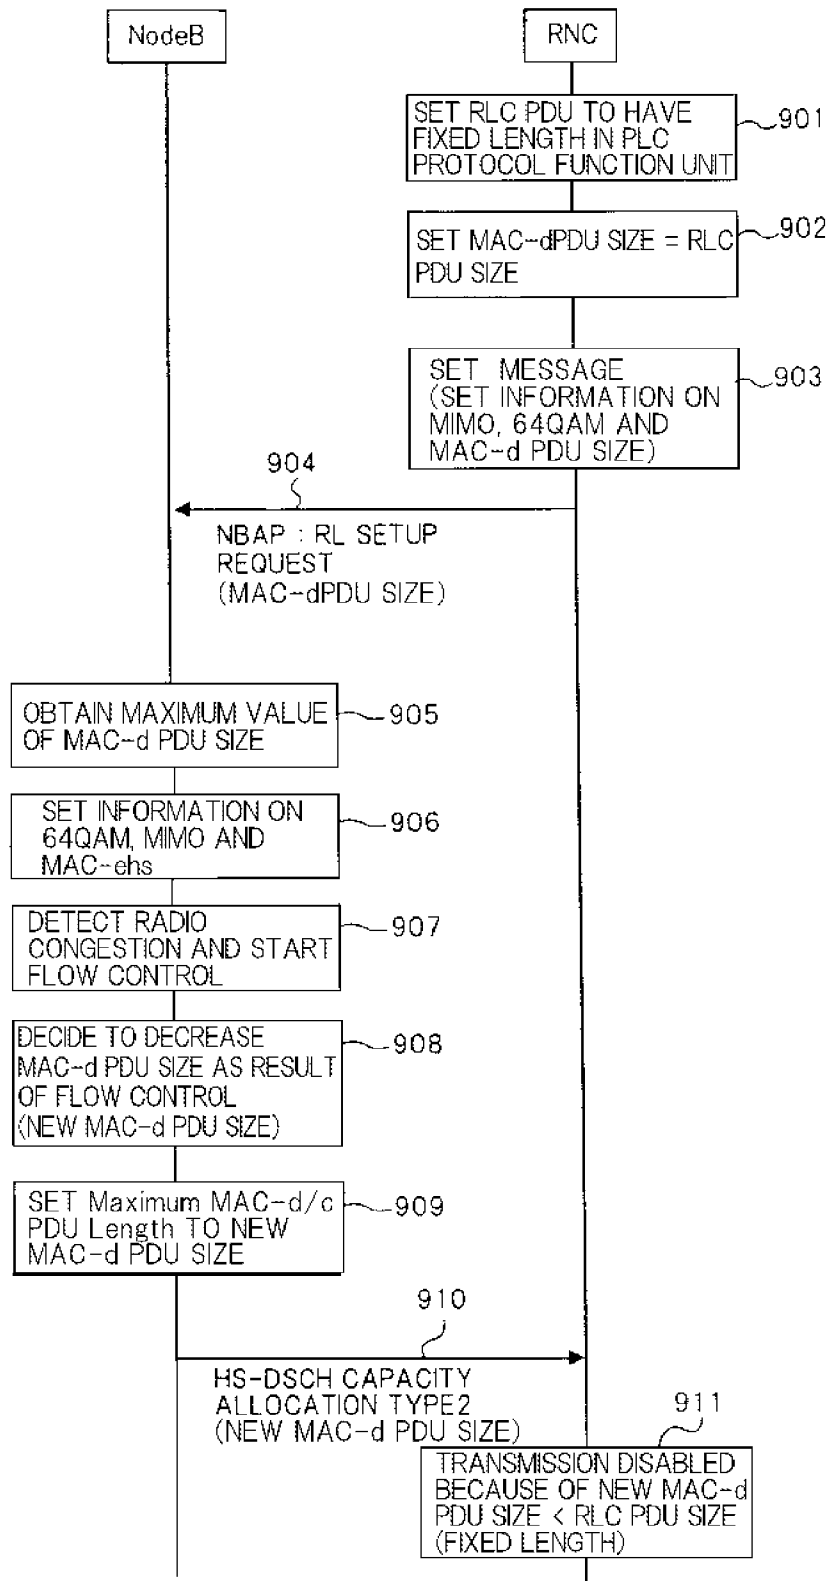 NodeB
RNC
SET RLC PDU TO HAVE
FIXED LENGTH IN PLC
PROTOCOL FUNCTION UNIT
901
SET MAC-dPDU SIZE = RLC
PDU SIZE
902
SET MESSAGE
(SET INFORMATION ON
MIMO, 64QAM AND
MAC-d PDU SIZE)
903
904
NBAP : RL SETUP
REQUEST
(MAC-dPDU SIZE)
OBTAIN MAXIMUM VALUE
OF MAC-d PDU SIZE
905
SET INFORMATION ON
64QAM, MIMO AND
MAC-ehs
906
DETECT RADIO
CONGESTION AND START
FLOW CONTROL
907
DECIDE TO DECREASE
MAC-d PDU SIZE AS RESULT
OF FLOW CONTROL
(NEW MAC-d PDU SIZE)
908
SET Maximum MAC-d/c
PDU Length TO NEW
MAC-d PDU SIZE
909
910
HS-DSCH CAPACITY
ALLOCATION TYPE2
(NEW MAC-d PDU SIZE)
911
TRANSMISSION DISABLED
BECAUSE OF NEW MAC-d
PDU SIZE < RLC PDU SIZE
(FIXED LENGTH)